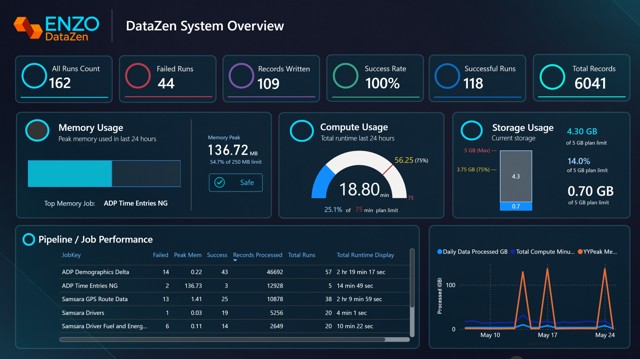 ENZO
DataZen
DataZen System Overview
All Runs Count
162
Failed Runs
44
Records Written
109
Success Rate
100%
Successful Runs
118
Total Records
6041
Memory Usage
Peak memory used in last 24 hours
Memory Peak
136.72 MB
54.7% of 250 MB limit
Safe
Top Memory Job: ADP Time Entries NG
Compute Usage
Total runtime last 24 hours
56.25 (75%)
18.80 min
75
25.1% of 75 min plan limit
Storage Usage
Current storage
5 GB (Max)
3.75 GB (75%)
4.3
0.7
4.30 GB
of 5 GB plan limit
14.0%
of 5 GB plan limit
0.70 GB
of 5 GB plan limit
Pipeline / Job Performance
JobKey Failed Peak Mem Success Records Processed Total Runs Total Runtime Display
ADP Demographics Delta 14 0.22 43 46692 57 2 hr 19 min 17 sec
ADP Time Entries NG 2 136.73 3 12928 5 14 min 49 sec
Samsara GPS Route Data 13 1.41 25 10878 38 2 hr 9 min 59 sec
Samsara Drivers 1 0.03 19 5256 20 4 min 1 sec
Samsara Driver Fuel and Energ... 6 0.11 14 2649 20 10 min 22 sec
Daily Data Processed GB Total Compute Minu... YYPeak Me...
Processed (GB)
100
0
May 10 May 17 May 24